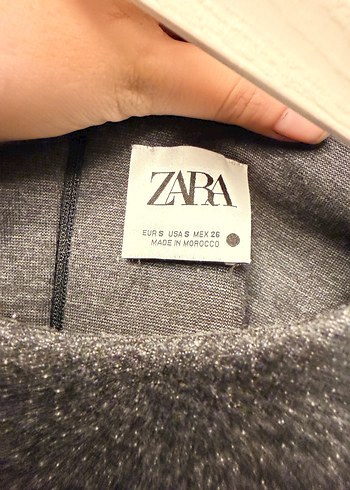 ZARA
EUR S USA S MEX 26
MADE IN MOROCCO